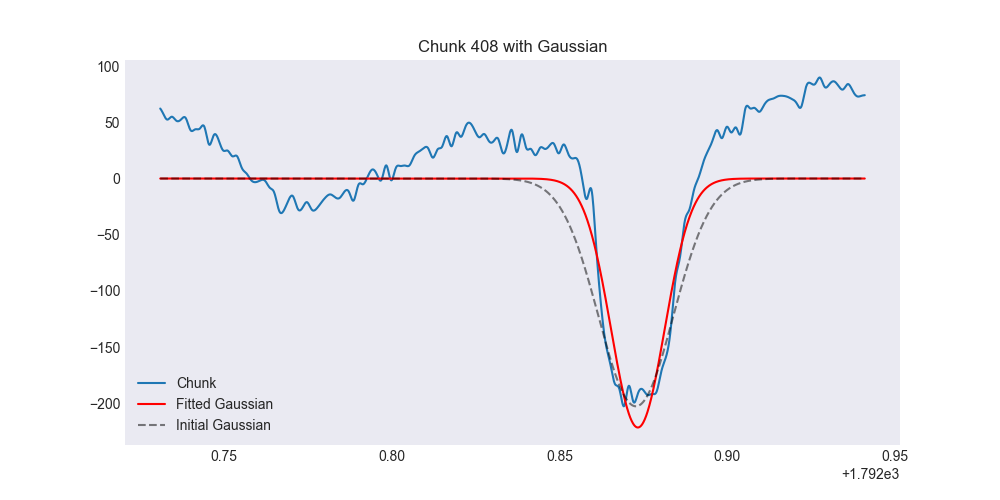 Chunk 408 with Gaussian
100
50
0
−50
−100
−150
−200
Chunk
Fitted Gaussian
Initial Gaussian
0.75 0.80 0.85 0.90 0.95
+1.792e3